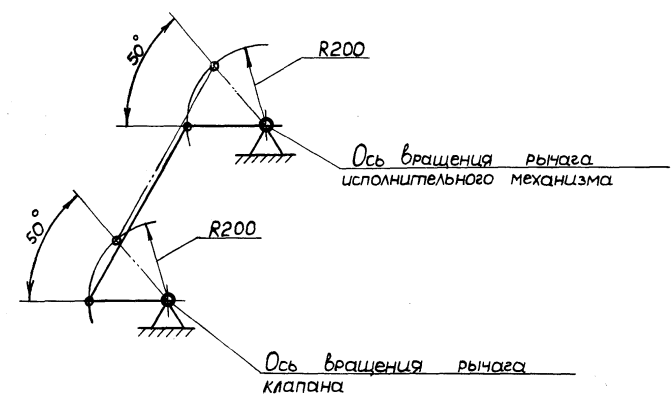 50°
R200
Ось вращения рычага
исполнительного механизма
50°
R200
Ось вращения рычага
клапана